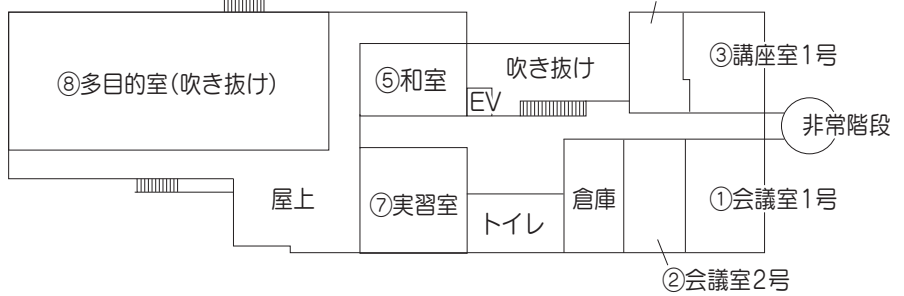 ⑧多目的室(吹き抜け)
⑤和室
吹き抜け
EV
③講座室1号
非常階段
屋上
⑦実習室
トイレ
倉庫
①会議室1号
②会議室2号